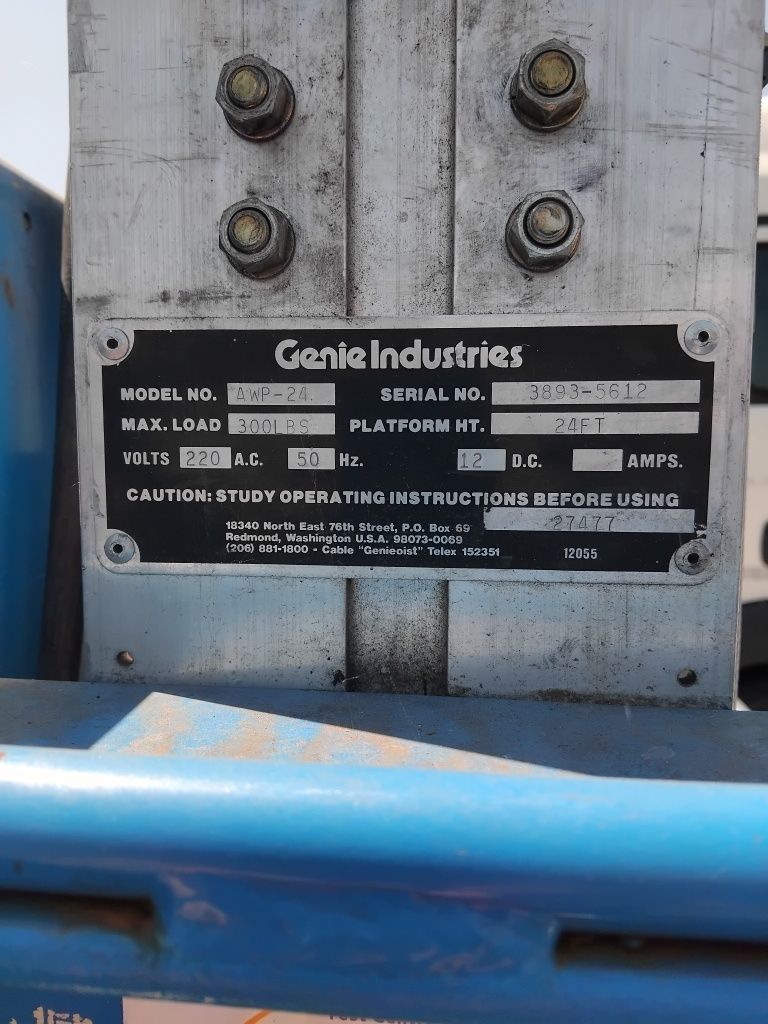 Genie Industries
MODEL NO. AWP-24 SERIAL NO. 3893-5612
MAX. LOAD 300LBS PLATFORM HT. 24FT
VOLTS 220 A.C. 50 Hz. 12 D.C. AMPS.
CAUTION: STUDY OPERATING INSTRUCTIONS BEFORE USING
27477
18340 North East 76th Street, P.O. Box 69
Redmond, Washington U.S.A. 98073-0069
(206) 881-1800 - Cable "Genieoist" Telex 152351 12055